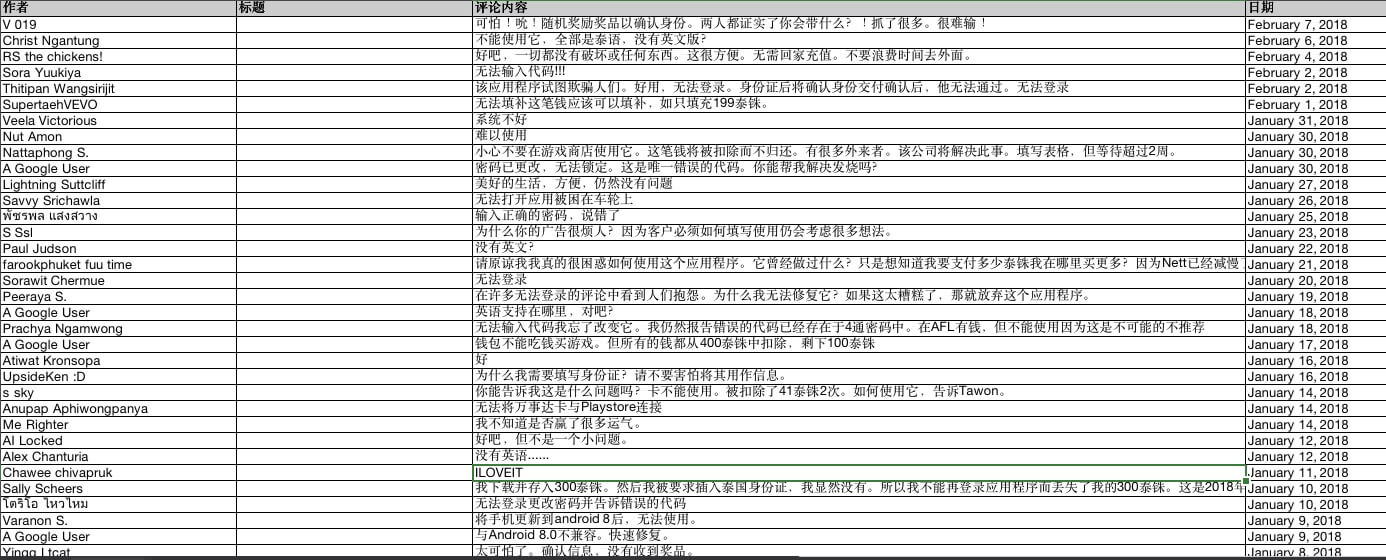 作者 标题 评论内容 日期
V 019 可怕！吮！随机奖励奖品以确认身份。两人都证实了你会带什么？！抓了很多。很难输！ February 7, 2018
Christ Ngantung 不能使用它，全部是泰语，没有英文版? February 6, 2018
RS the chickens! 好吧，一切都没有破坏或任何东西。这很方便。无需回家充值。不要浪费时间去外面。 February 4, 2018
Sora Yuukiya 无法输入代码!!! February 2, 2018
Thitipan Wangsirijit 该应用程序试图欺骗人们。好用，无法登录。身份证后将确认身份交付确认后，他无法通过。无法登录 February 2, 2018
SupertaehVEVO 无法填补这笔钱应该可以填补，如只填充199泰铢。 February 1, 2018
Veela Victorious 系统不好 January 31, 2018
Nut Amon 难以使用 January 30, 2018
Nattaphong S. 小心不要在游戏商店使用它。这笔钱将被扣除而不归还。有很多外来者。该公司将解决此事。填写表格，但等待超过2周。 January 30, 2018
A Google User 密码已更改，无法锁定。这是唯一错误的代码。你能帮我解决发烧吗? January 30, 2018
Lightning Suttcliff 美好的生活，方便，仍然没有问题 January 27, 2018
Savvy Srichawla 无法打开应用被困在车轮上 January 26, 2018
พัชรพล แสงสวาง 输入正确的密码，说错了 January 25, 2018
S Ssl 为什么你的广告很烦人？因为客户必须如何填写使用仍会考虑很多想法。 January 23, 2018
Paul Judson 没有英文? January 22, 2018
farookphuket fuu time 请原谅我我真的很困惑如何使用这个应用程序。它曾经做过什么？只是想知道我要支付多少泰铢我在哪里买更多？因为Nett已经减慢 January 21, 2018
Sorawit Chermue 无法登录 January 20, 2018
Peeraya S. 在许多无法登录的评论中看到人们抱怨。为什么我无法修复它？如果这太糟糕了，那就放弃这个应用程序。 January 19, 2018
A Google User 英语支持在哪里，对吧? January 18, 2018
Prachya Ngamwong 无法输入代码我忘了改变它。我仍然报告错误的代码已经存在于4通密码中。在AFL有钱，但不能使用因为这是不可能的不推荐 January 18, 2018
A Google User 钱包不能吃钱买游戏。但所有的钱都从400泰铢中扣除，剩下100泰铢 January 17, 2018
Atiwat Kronsopa 好 January 16, 2018
UpsideKen :D 为什么我需要填写身份证？请不要害怕将其用作信息。 January 16, 2018
s sky 你能告诉我这是什么问题吗？卡不能使用。被扣除了41泰铢2次。如何使用它，告诉Tawon。 January 14, 2018
Anupap Aphiwongpanya 无法将万事达卡与Playstore连接 January 14, 2018
Me Righter 我不知道是否赢了很多运气。 January 14, 2018
AI Locked 好吧，但不是一个小问题。 January 12, 2018
Alex Chanturia 没有英语...... January 12, 2018
Chawee chivapruk ILOVEIT January 11, 2018
Sally Scheers 我下载并存入300泰铢。然后我被要求插入泰国身份证，我显然没有。所以我不能再登录应用程序而丢失了我的300泰铢。这是2018年 January 10, 2018
โตริโอ ไหวไหม 无法登录更改密码并告诉错误的代码 January 10, 2018
Varanon S. 将手机更新到android 8后，无法使用。 January 9, 2018
A Google User 与Android 8.0不兼容。快速修复。 January 9, 2018
Yingg Ltcat 太可怕了。确认信息，没有收到奖品。 January 8, 2018